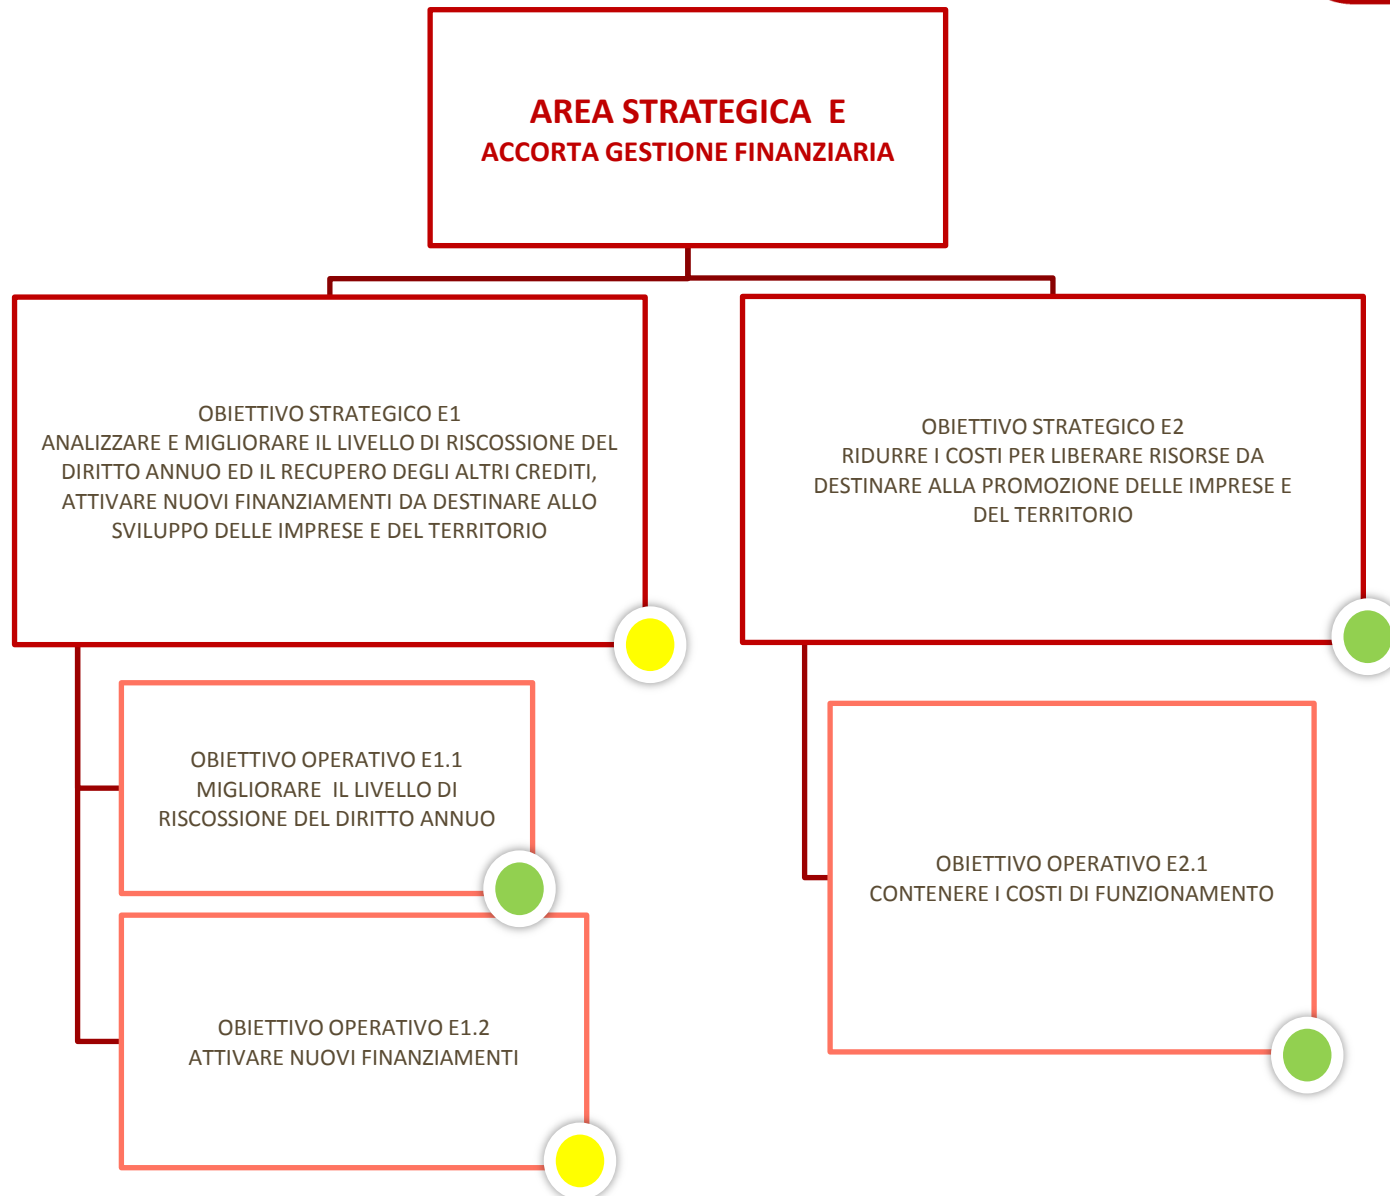 AREA STRATEGICA E
ACCORTA GESTIONE FINANZIARIA
OBIETTIVO STRATEGICO E1
ANALIZZARE E MIGLIORARE IL LIVELLO DI RISCOSSIONE DEL
DIRITTO ANNUO ED IL RECUPERO DEGLI ALTRI CREDITI,
ATTIVARE NUOVI FINANZIAMENTI DA DESTINARE ALLO
SVILUPPO DELLE IMPRESE E DEL TERRITORIO
OBIETTIVO STRATEGICO E2
RIDURRE I COSTI PER LIBERARE RISORSE DA
DESTINARE ALLA PROMOZIONE DELLE IMPRESE E
DEL TERRITORIO
OBIETTIVO OPERATIVO E1.1
MIGLIORARE IL LIVELLO DI
RISCOSSIONE DEL DIRITTO ANNUO
OBIETTIVO OPERATIVO E1.2
ATTIVARE NUOVI FINANZIAMENTI
OBIETTIVO OPERATIVO E2.1
CONTENERE I COSTI DI FUNZIONAMENTO